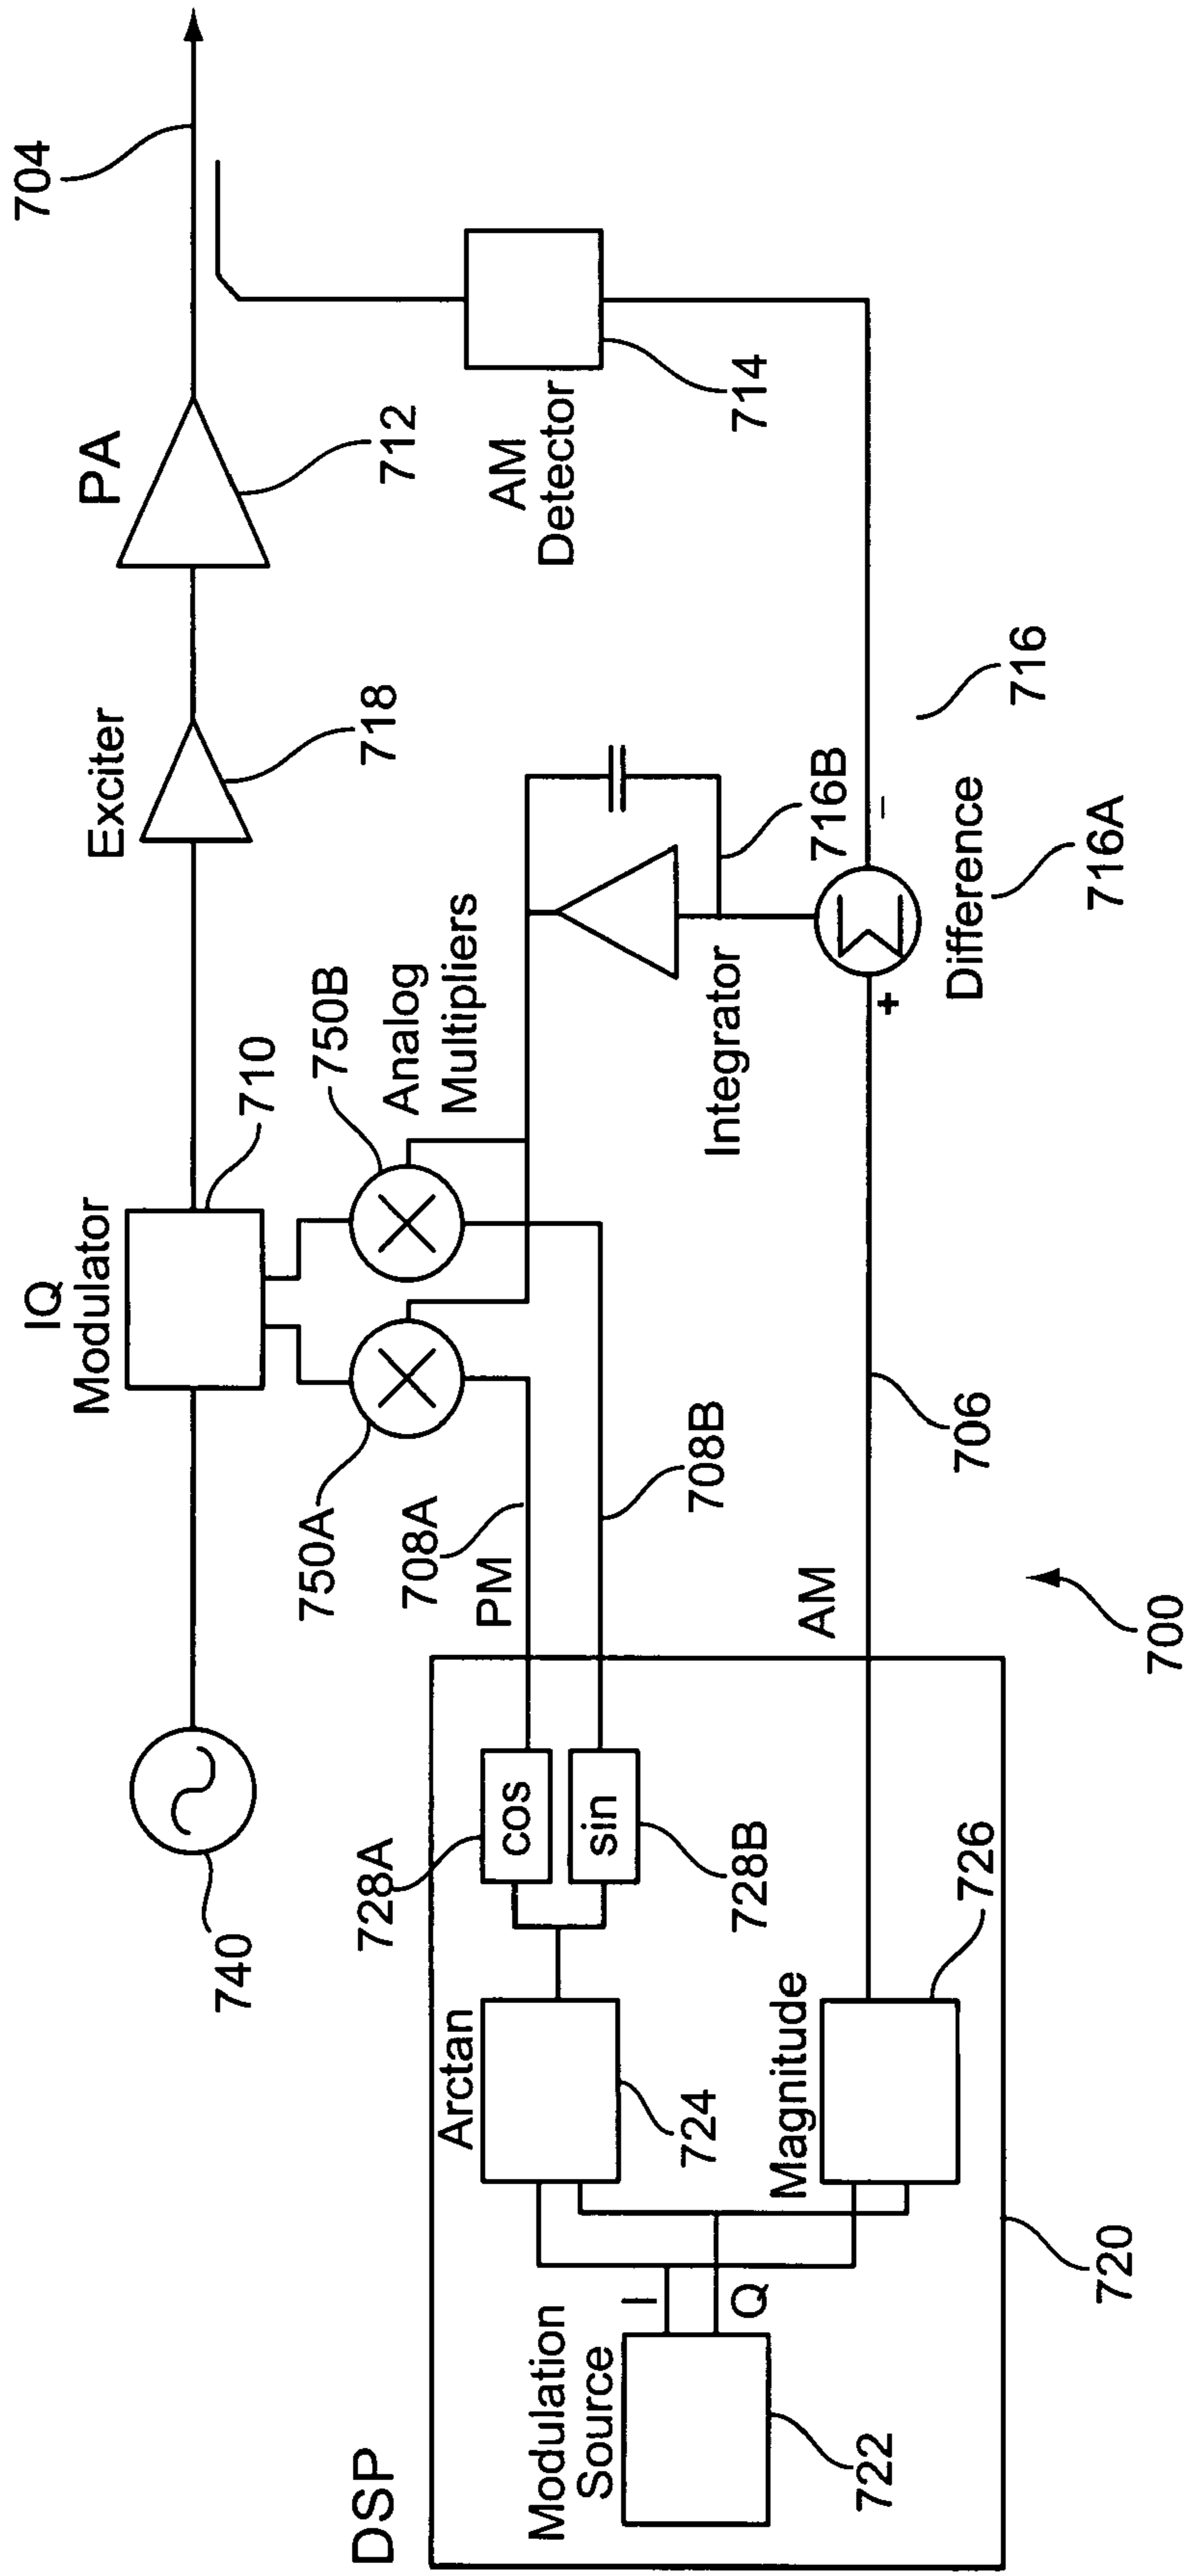 704
PA
712
Exciter
718
IQ
Modulator
710
740
AM
Detector
714
750B
Analog
Multipliers
750A
716B
Integrator
716
–
+
Difference
716A
708A
PM
708B
706
AM
700
DSP
728A
cos
sin
728B
Arctan
724
Magnitude
726
I
Q
Modulation
Source
722
720